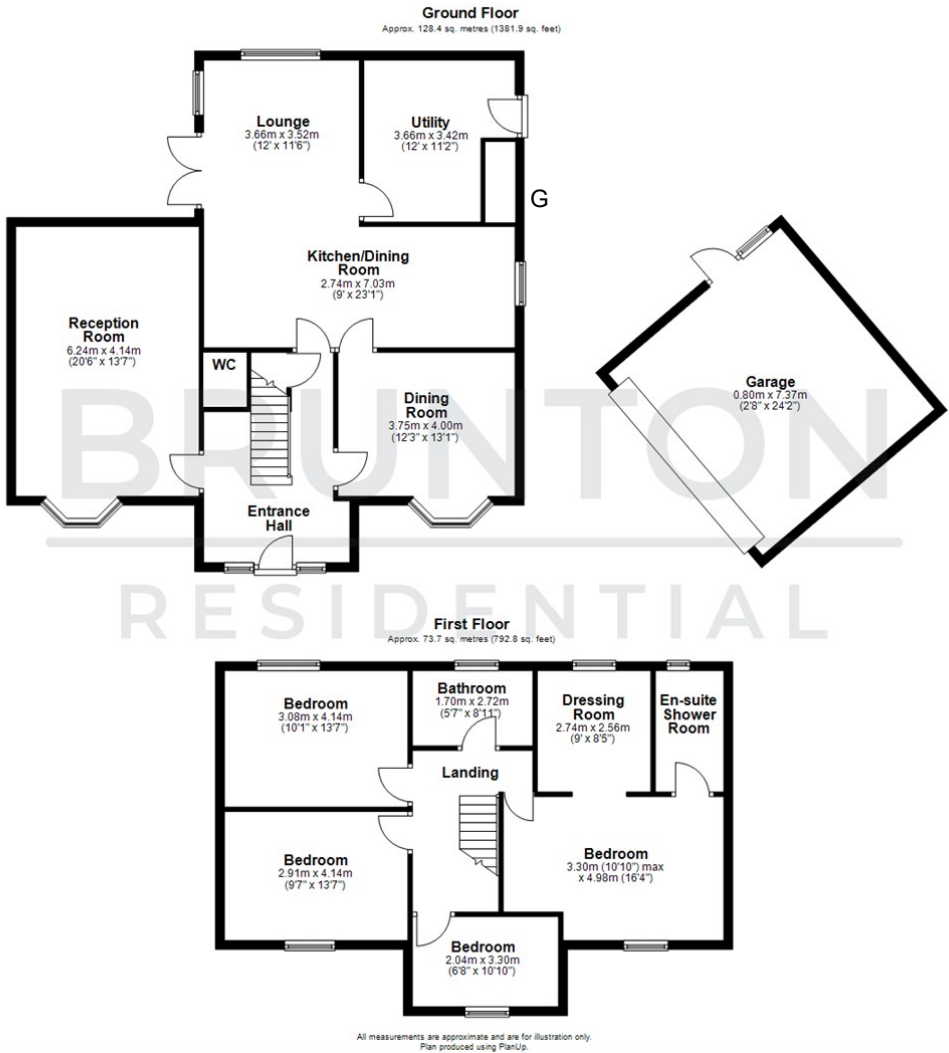 Ground Floor
Approx. 128.4 sq. metres (1381.9 sq. feet)
Lounge
3.66m x 3.52m
(12' x 11'6")
Utility
3.66m x 3.42m
(12' x 11'2")
G
Kitchen/Dining
Room
2.74m x 7.03m
(9' x 23'1")
Reception
Room
6.24m x 4.14m
(20'6" x 13'7")
WC
Dining
Room
3.75m x 4.00m
(12'3" x 13'1")
Garage
0.80m x 7.37m
(2'8" x 24'2")
Entrance
Hall
BRUNTON
RESIDENTIAL
First Floor
Approx. 73.7 sq. metres (792.8 sq. feet)
Bedroom
3.08m x 4.14m
(10'1" x 13'7")
Bathroom
1.70m x 2.72m
(5'7" x 8'11")
Dressing
Room
2.74m x 2.56m
(9' x 8'5")
En-suite
Shower
Room
Landing
Bedroom
2.91m x 4.14m
(9'7" x 13'7")
Bedroom
3.30m (10'10") max
x 4.98m (16'4")
Bedroom
2.04m x 3.30m
(6'8" x 10'10")
All measurements are approximate and are for illustration only.
Plan produced using PlanUp.